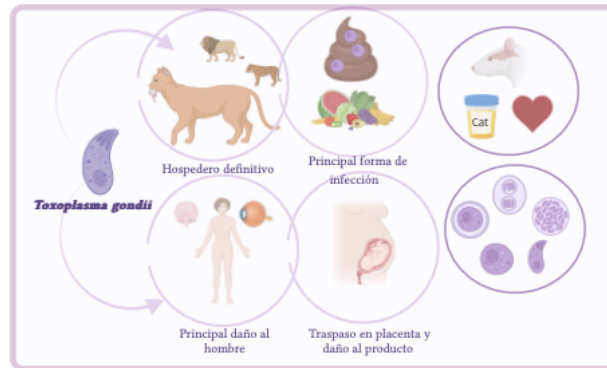 Cat
Hospedero definitivo
Principal forma de
infección
Toxoplasma gondii
Principal daño al
hombre
Traspaso en placenta y
daño al producto